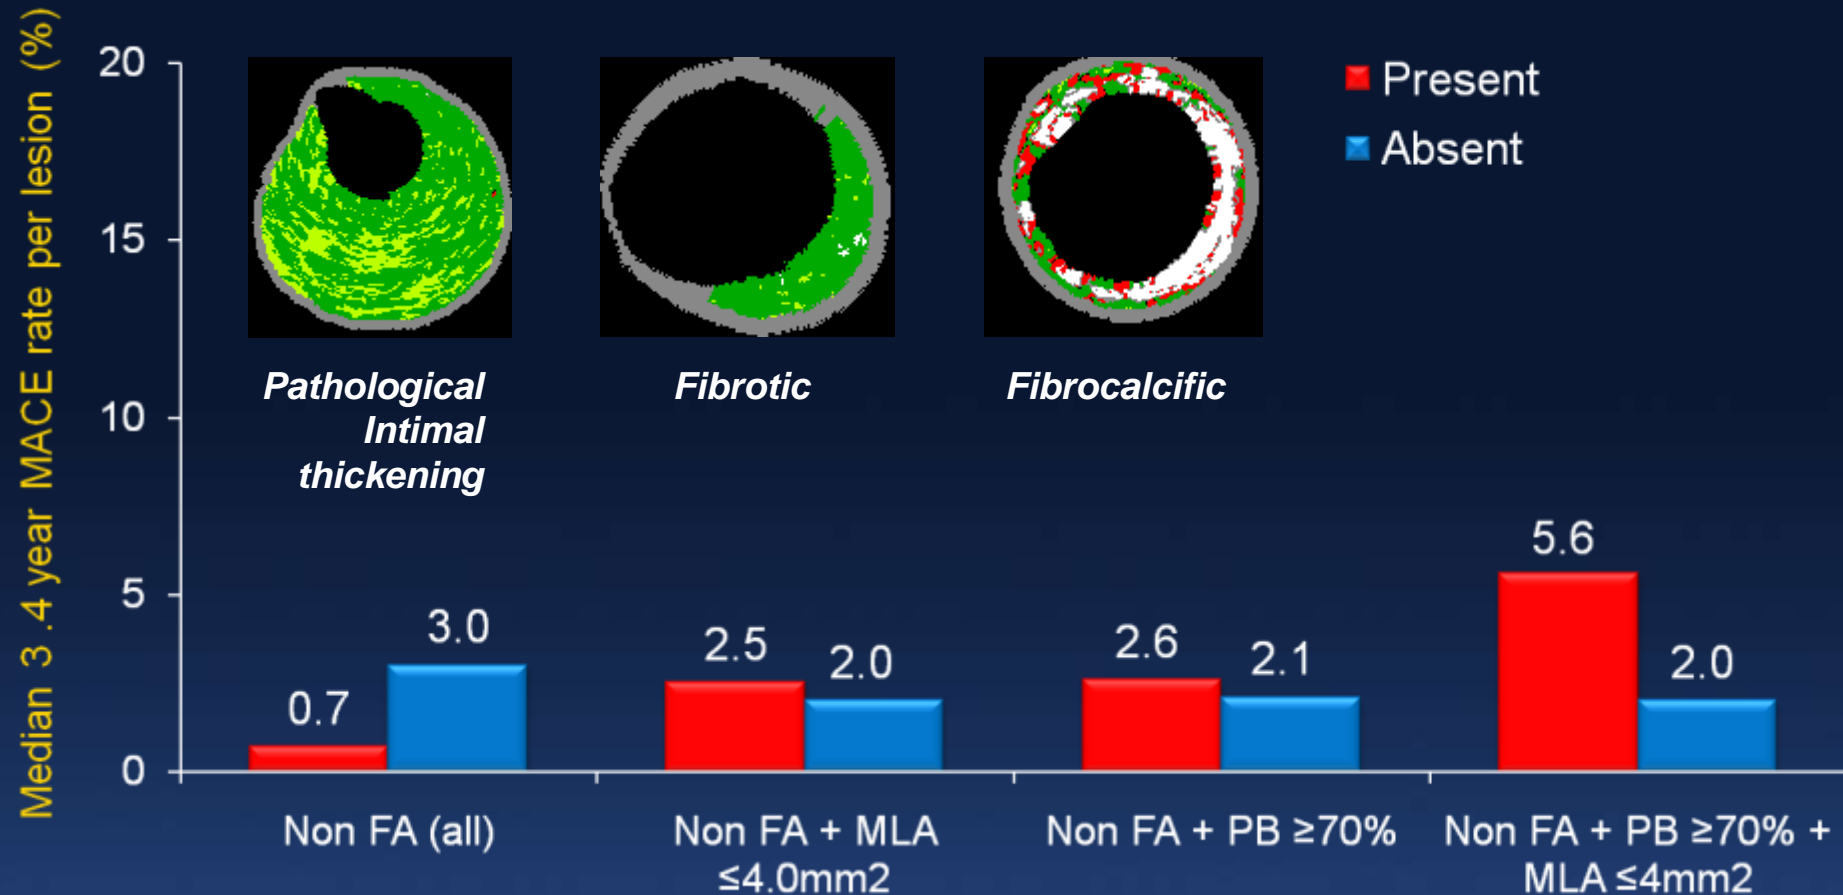 Median 3 .4 year MACE rate per lesion (%)
20
15
10
5
0
Pathological
Intimal
thickening
Fibrotic
Fibrocalcific
Present
Absent
0.7
3.0
2.5
2.0
2.6
2.1
5.6
2.0
Non FA (all)
Non FA + MLA
≤4.0mm2
Non FA + PB ≥70%
Non FA + PB ≥70% +
MLA ≤4mm2